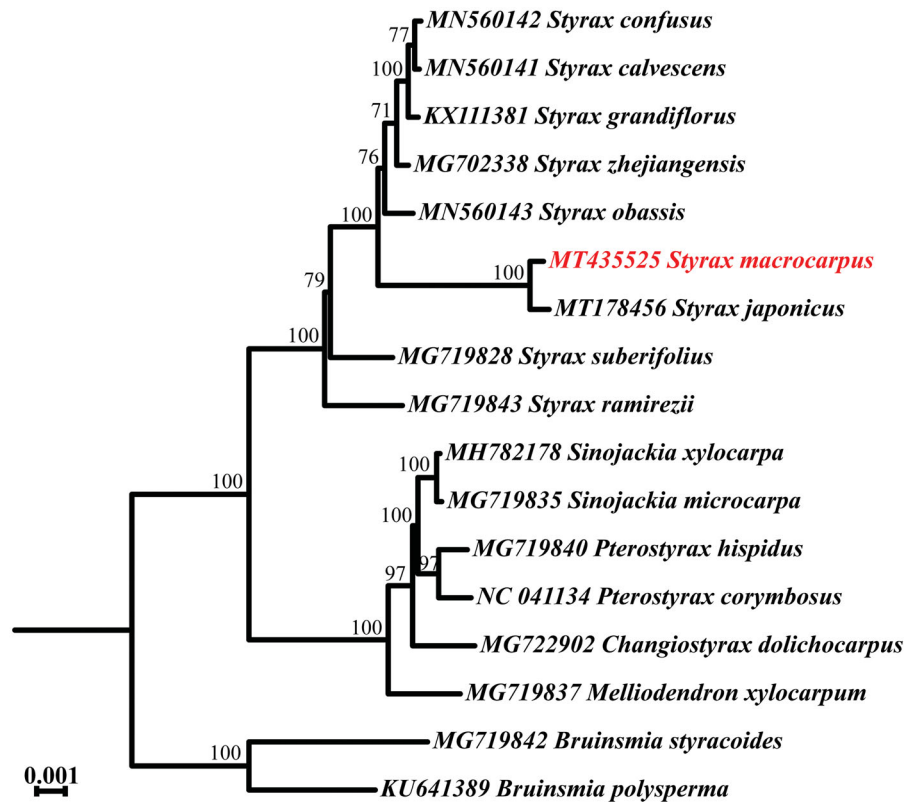 MN560142 Styrax confusus
77
MN560141 Styrax calvescens
100
KX111381 Styrax grandiflorus
71
MG702338 Styrax zhejiangensis
76
MN560143 Styrax obassis
100
MT435525 Styrax macrocarpus
100
79
MT178456 Styrax japonicus
100
MG719828 Styrax suberifolius
MG719843 Styrax ramirezii
MH782178 Sinojackia xylocarpa
100
100
MG719835 Sinojackia microcarpa
100
MG719840 Pterostyrax hispidus
97
97
NC 041134 Pterostyrax corymbosus
100
MG722902 Changiostyrax dolichocarpus
MG719837 Melliodendron xylocarpum
MG719842 Bruinsmia styracoides
100
0.001
KU641389 Bruinsmia polysperma